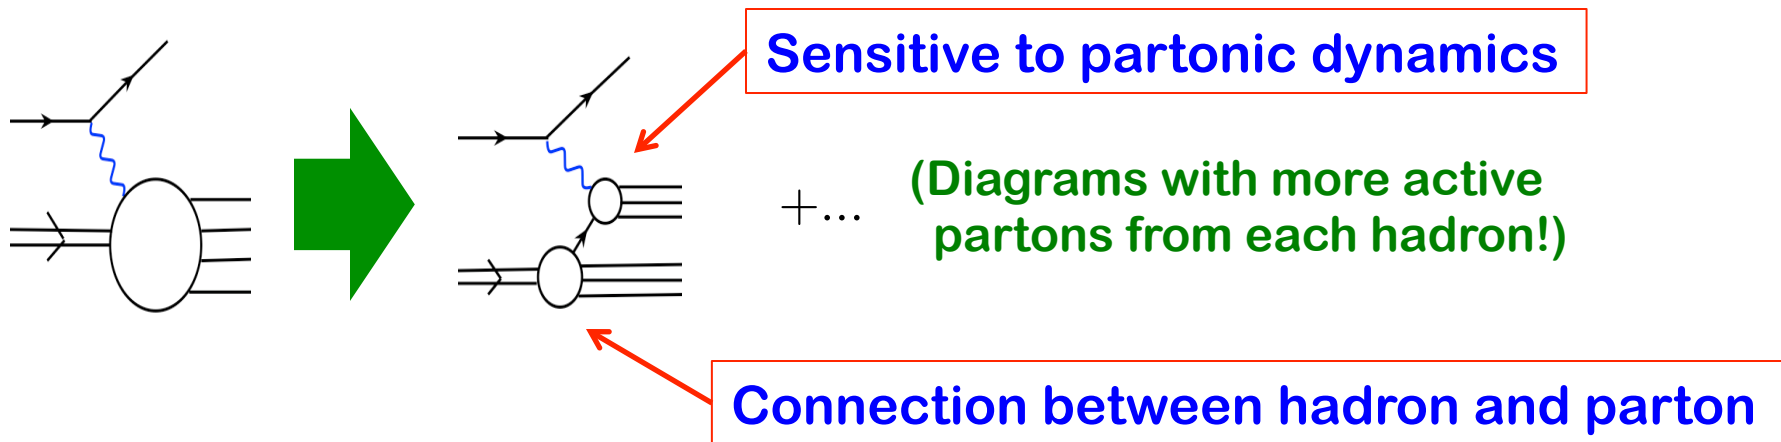 Sensitive to partonic dynamics
(Diagrams with more active
+...
partons from each hadron!)
Connection between hadron and parton